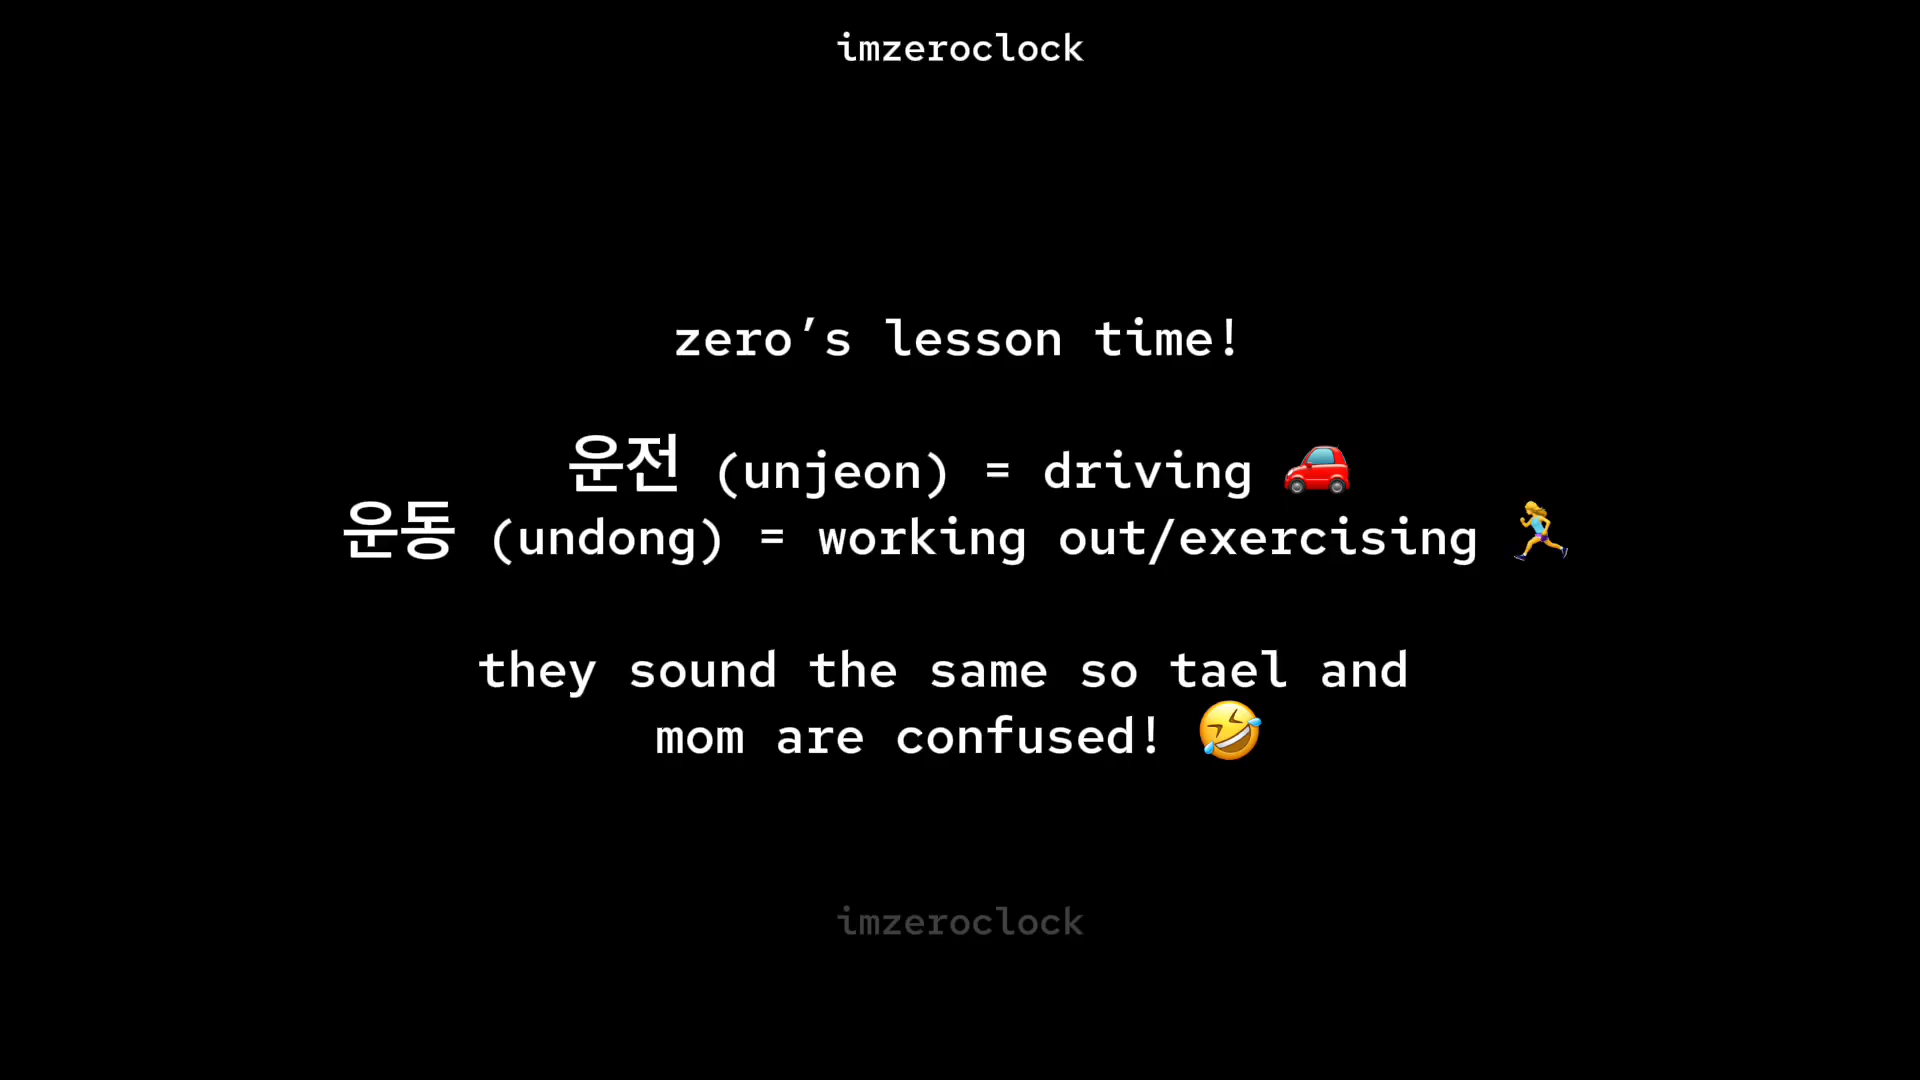 imzeroclock
zero’s lesson time!
운전 (unjeon) = driving 🚗
운동 (undong) = working out/exercising 🏃‍♀️
they sound the same so tael and
mom are confused! 🤣
imzeroclock